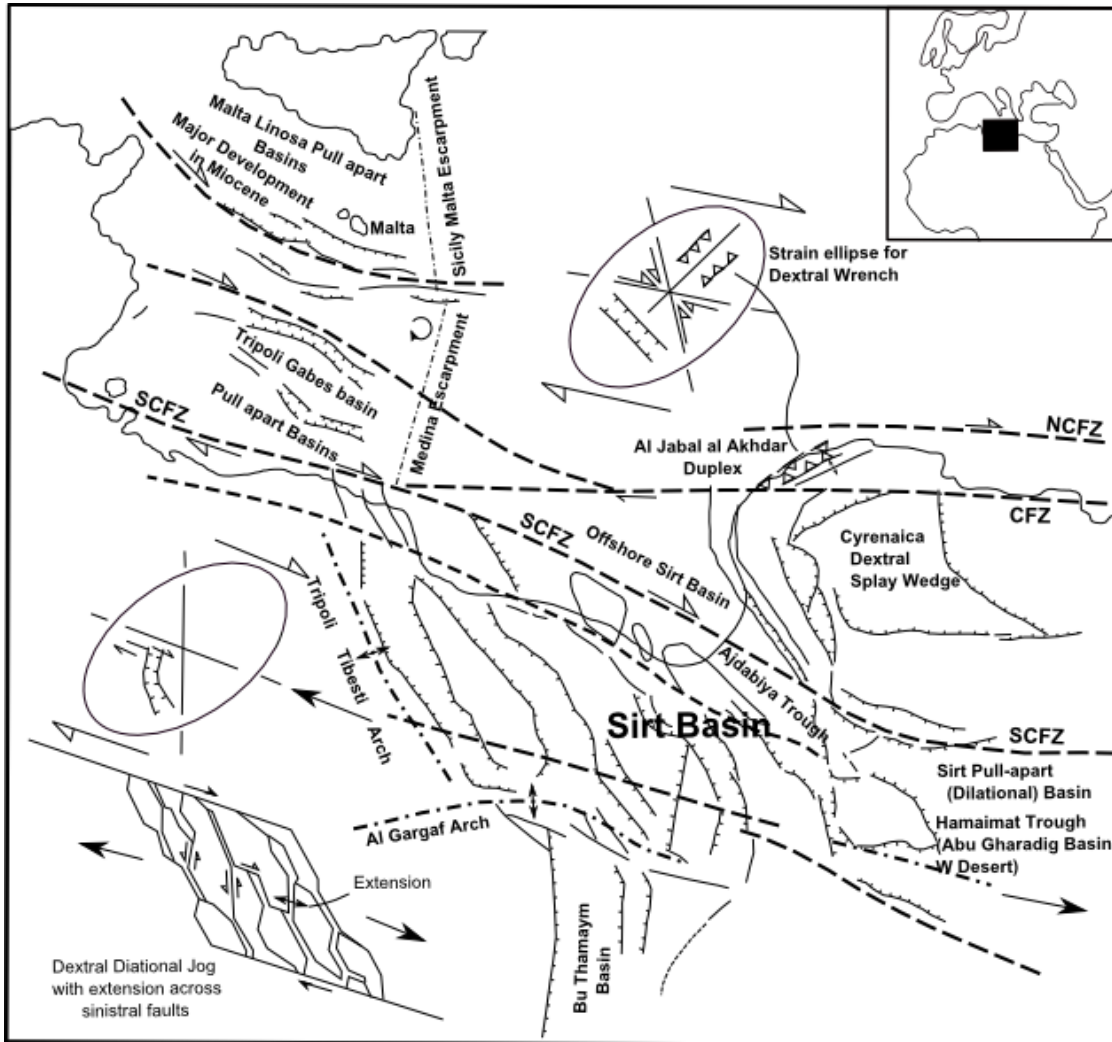 Malta Linosa Pull apart
Basins
Major Development
in Miocene
Malta
Sicily Malta Escarpment
Strain ellipse for
Dextral Wrench
Tripoli Gabes basin
Pull apart Basins
Medina Escarpment
SCFZ
NCFZ
Al Jabal al Akhdar
Duplex
CFZ
SCFZ
Offshore Sirt Basin
Cyrenaica
Dextral
Splay Wedge
Tripoli
Tibesti
Arch
Ajdabiya Trough
Sirt Basin
SCFZ
Sirt Pull-apart
(Dilational) Basin
Hamaimat Trough
(Abu Gharadig Basin
W Desert)
Al Gargaf Arch
Extension
Bu Thamaym
Basin
Dextral Diational Jog
with extension across
sinistral faults